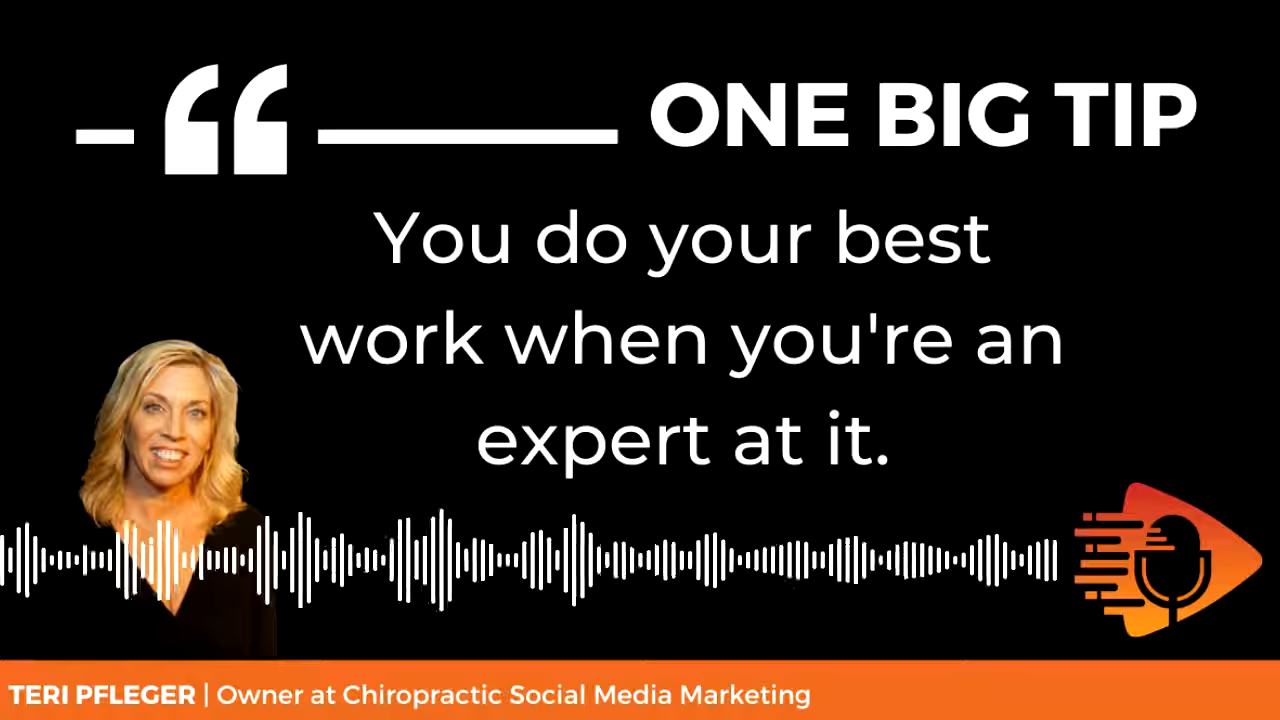 “
ONE BIG TIP
You do your best
work when you're an
expert at it.
TERI PFLEGER | Owner at Chiropractic Social Media Marketing